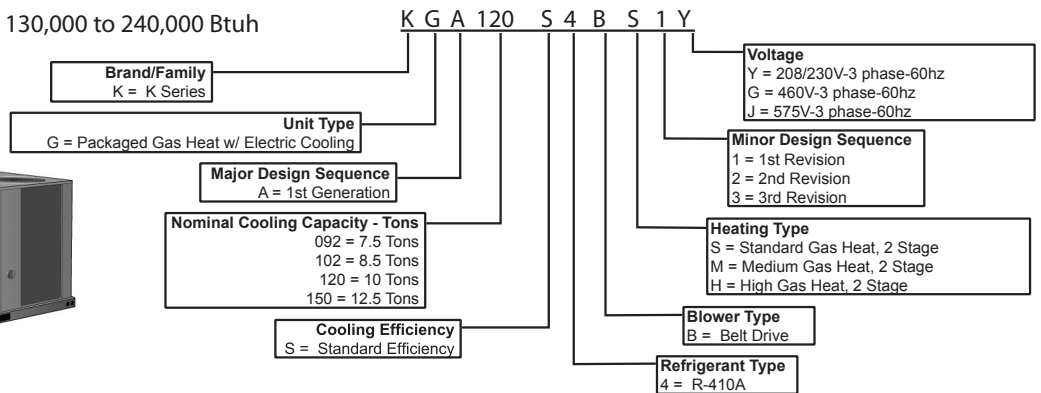 130,000 to 240,000 Btuh
K G A 120 S 4 B S 1 Y
Brand/Family
K = K Series
Unit Type
G = Packaged Gas Heat w/ Electric Cooling
Major Design Sequence
A = 1st Generation
Nominal Cooling Capacity - Tons
092 = 7.5 Tons
102 = 8.5 Tons
120 = 10 Tons
150 = 12.5 Tons
Cooling Efficiency
S = Standard Efficiency
Voltage
Y = 208/230V-3 phase-60hz
G = 460V-3 phase-60hz
J = 575V-3 phase-60hz
Minor Design Sequence
1 = 1st Revision
2 = 2nd Revision
3 = 3rd Revision
Heating Type
S = Standard Gas Heat, 2 Stage
M = Medium Gas Heat, 2 Stage
H = High Gas Heat, 2 Stage
Blower Type
B = Belt Drive
Refrigerant Type
4 = R-410A